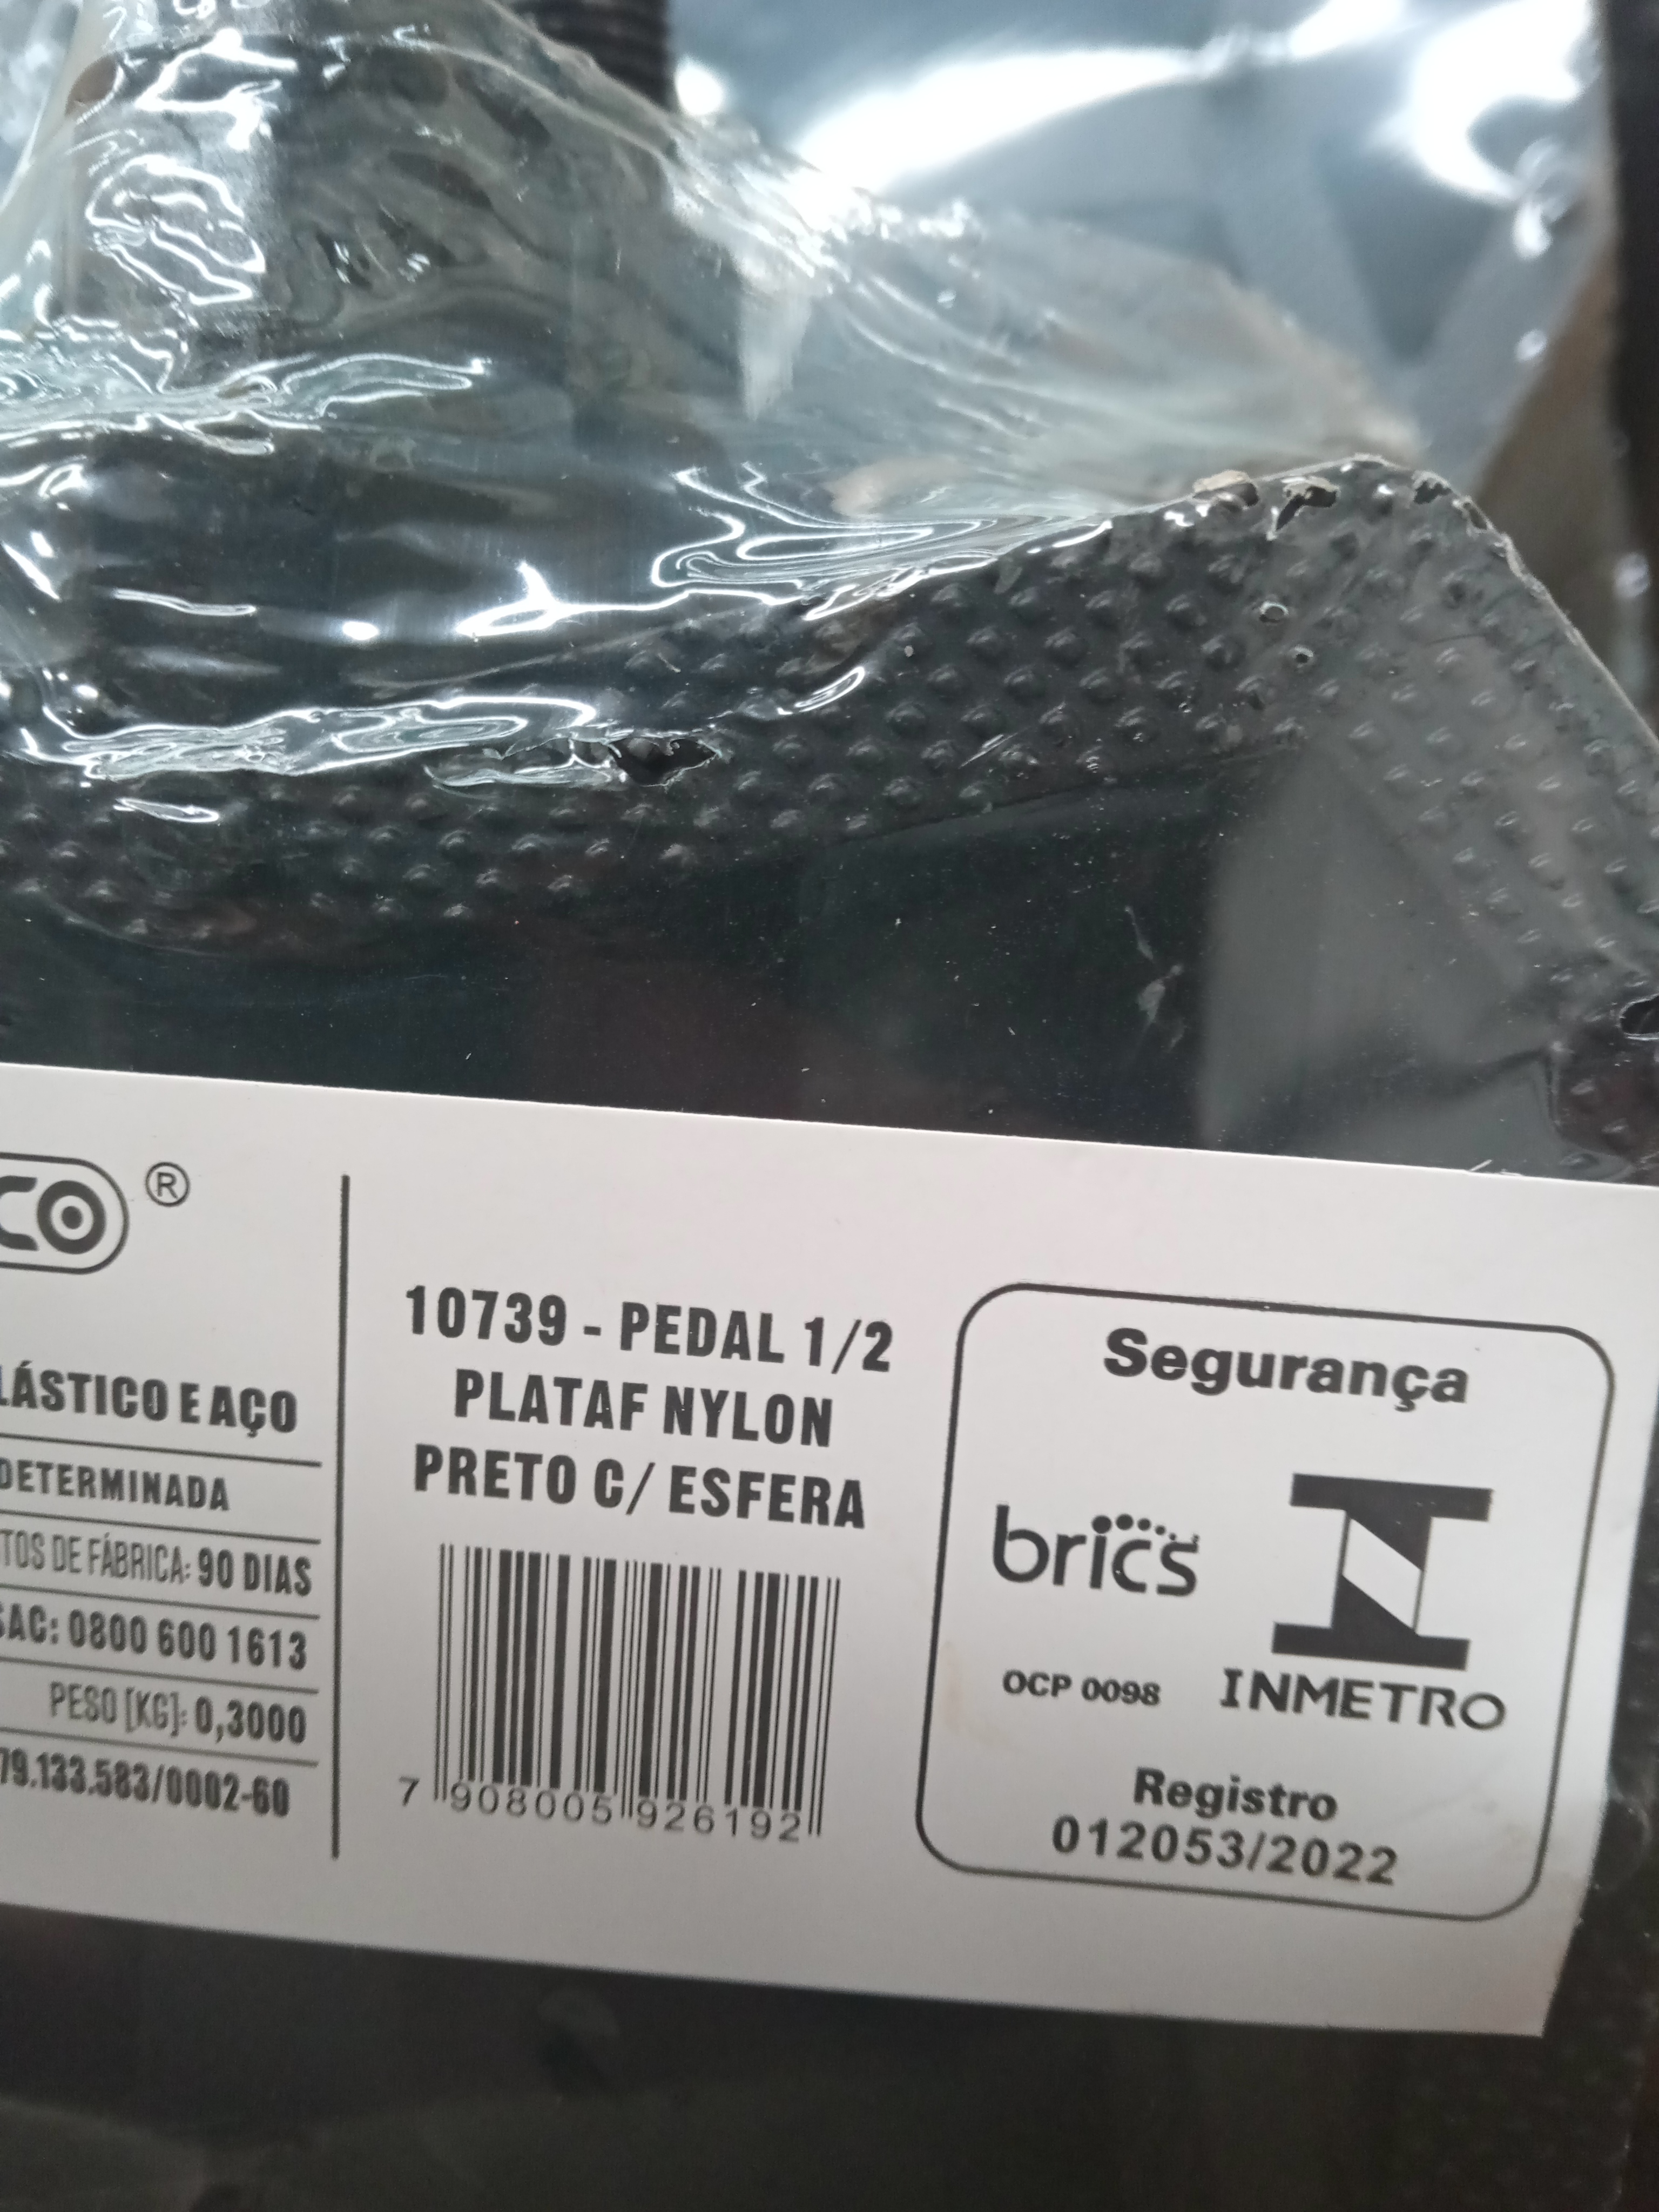 CO ®
LÁSTICO E AÇO
DETERMINADA
TOS DE FÁBRICA: 90 DIAS
SAC: 0800 600 1613
PESO [KG]: 0,3000
79.133.583/0002-60
10739 - PEDAL 1/2
PLATAF NYLON
PRETO C/ ESFERA
7 908005 926192
Segurança
brics
OCP 0098
INMETRO
Registro
012053/2022